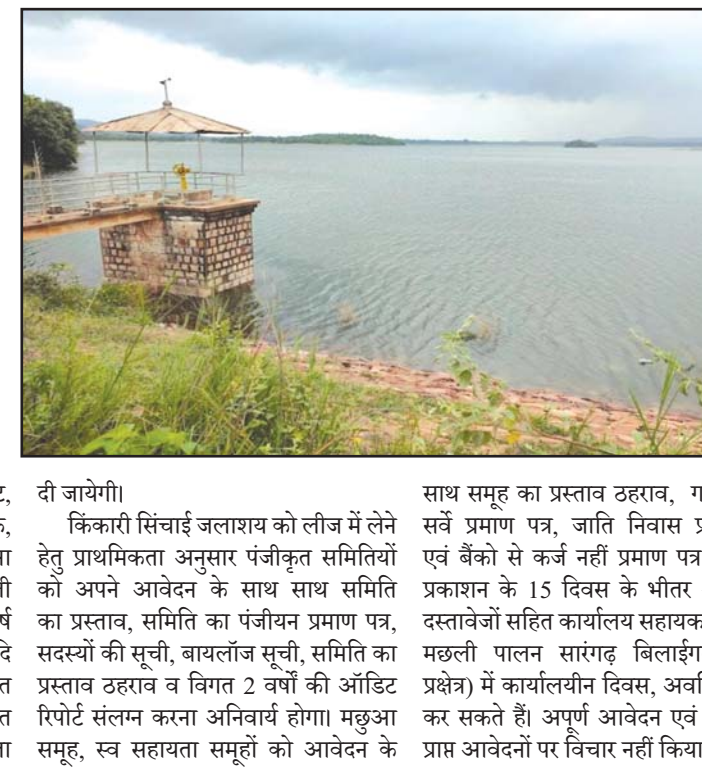 दी जायेगी।
किंकारी सिंचाई जलाशय को लीज में लेने
हेतु प्राथमिकता अनुसार पंजीकृत समितियों
को अपने आवेदन के साथ साथ समिति
का प्रस्ताव, समिति का पंजीयन प्रमाण पत्र,
सदस्यों की सूची, बायलॉज सूची, समिति का
प्रस्ताव ठहराव व विगत 2 वर्षों की ऑडिट
रिपोर्ट संलग्न करना अनिवार्य होगा। मछुआ
समूह, स्व सहायता समूहों को आवेदन के
साथ समूह का प्रस्ताव ठहराव,
सर्वे प्रमाण पत्र, जाति निवास
एवं बैंको से कर्ज नहीं प्रमाण पत्र
प्रकाशन के 15 दिवस के भीतर
दस्तावेजों सहित कार्यालय सहायक
मछली पालन सारंगढ़
प्रक्षेत्र) में कार्यालयीन दिवस,
कर सकते हैं। अपूर्ण आवेदन एवं
प्राप्त आवेदनों पर विचार नहीं किया